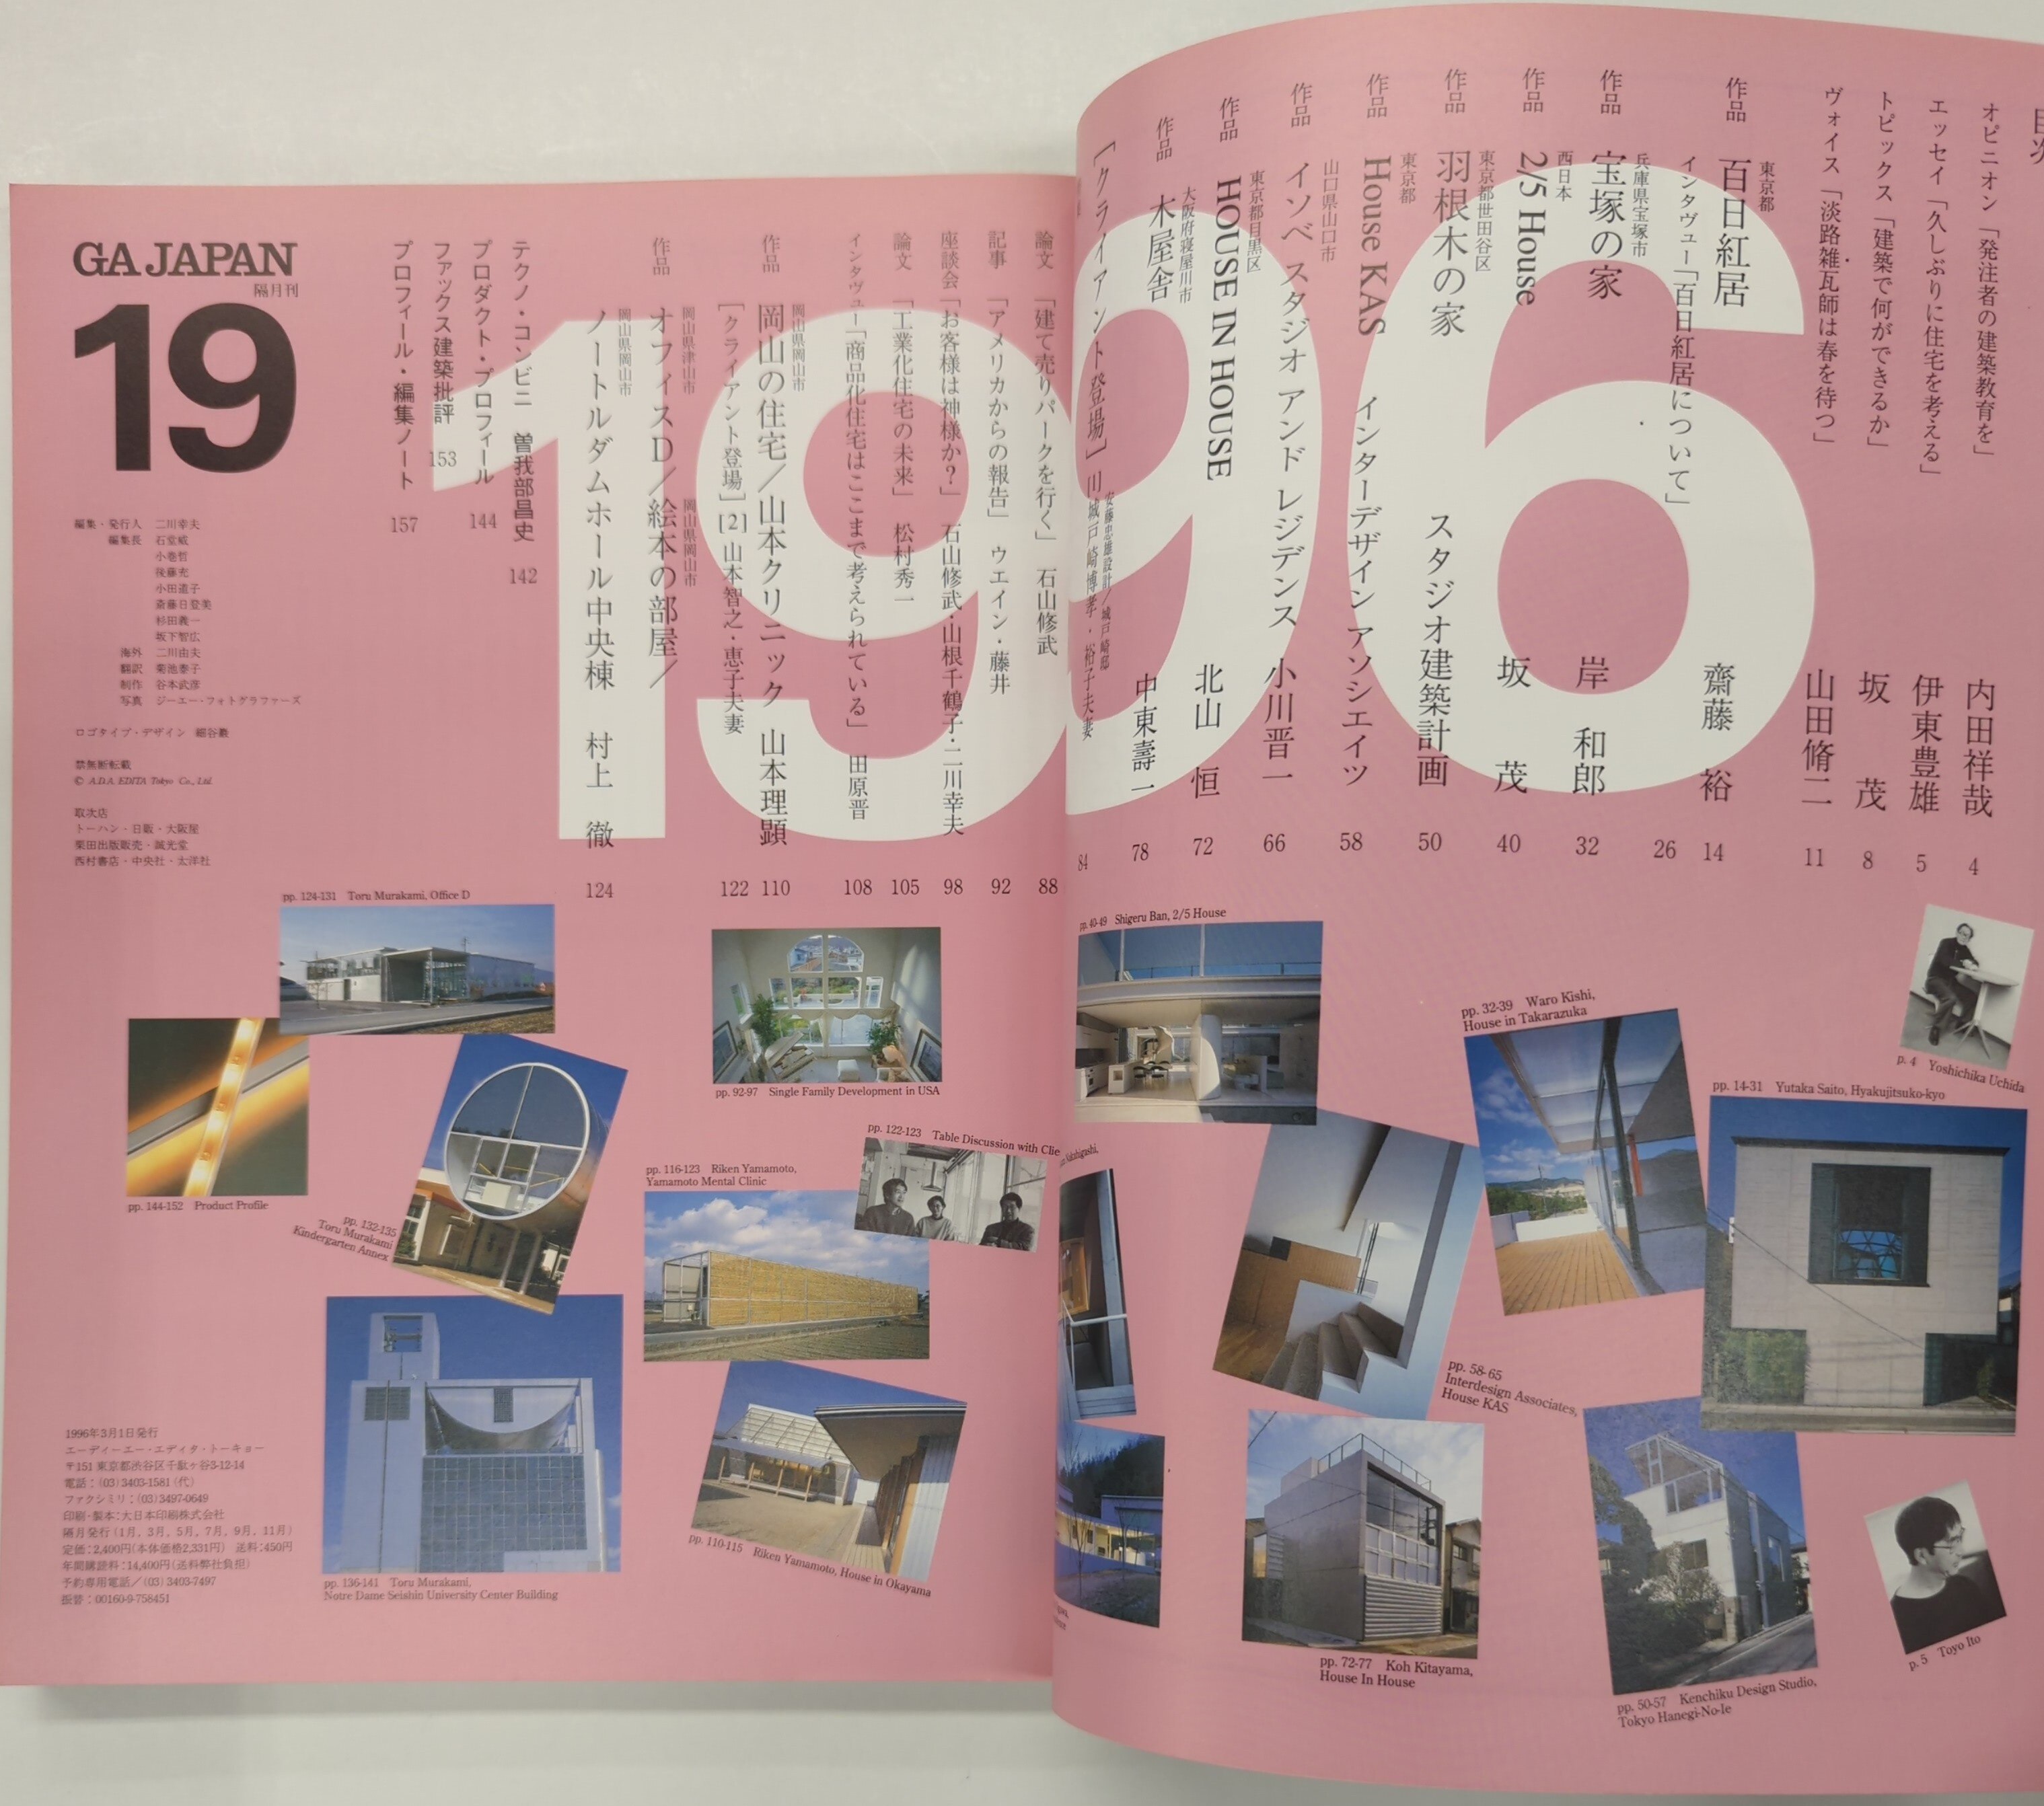 オピニオン「発注者の建築教育を」 内田祥哉 4
エッセイ「久しぶりに住宅を考える」 伊東豊雄 5
トピックス「建築で何ができるか」 坂 茂 8
ヴォイス「淡路雑瓦師は春を待つ」 山田脩二 11
作品 百日紅居 東京都 齋藤 裕 14
インタヴュー「百日紅居について」 26
作品 宝塚の家 兵庫県宝塚市 岸 和郎 32
作品 2/5 House 西日本 坂 茂 40
作品 羽根木の家 東京都世田谷区 スタジオ建築計画 50
作品 House KAS 東京都 インターデザイン アソシエイツ 58
作品 イソベ スタジオ アンド レジデンス 山口県山口市 小川晋一 66
作品 HOUSE IN HOUSE 東京都目黒区 北山 恒 72
作品 木屋舎 大阪府寝屋川市 中東壽一 78
[クライアント登場] 安藤忠雄設計/城戸崎邸 城戸崎博孝・裕子夫妻 84
1996
論文「建て売りパークを行く」 石山修武 88
記事「アメリカからの報告」 ウエイン・藤井 92
座談会「お客様は神様か？」 石山修武・山根千鶴子・二川幸夫 98
論文「工業化住宅の未来」 松村秀一 105
インタヴュー「商品化住宅はここまで考えられている」 田原晋 108
作品 岡山の住宅/山本クリニック 岡山県岡山市 山本理顕 110
[クライアント登場][2] 山本智之・恵子夫妻 122
作品 オフィスD/絵本の部屋/ 岡山県津山市 岡山県岡山市
ノートルダムホール中央棟 岡山県岡山市 村上 徹 124
テクノ・コンビニ 曽我部昌史 142
プロダクト・プロフィール 144
ファックス建築批評 153
プロフィール・編集ノート 157
GA JAPAN
隔月刊
19
編集・発行人 二川幸夫
編集長 石堂威
小巻哲
後藤充
小田道子
斎藤日登美
杉田義一
坂下智広
海外 二川由夫
翻訳 菊池泰子
制作 谷本武彦
写真 ジーエー・フォトグラファーズ
ロゴタイプ・デザイン 細谷巖
禁無断転載
© A.D.A. EDITA Tokyo Co., Ltd.
取次店
トーハン・日販・大阪屋
栗田出版販売・誠光堂
西村書店・中央社・太洋社
pp. 124-131 Toru Murakami, Office D
pp. 144-152 Product Profile
pp. 132-135
Toru Murakami
Kindergarten Annex
pp. 92-97 Single Family Development in USA
pp. 122-123 Table Discussion with Clie
pp. 116-123 Riken Yamamoto,
Yamamoto Mental Clinic
pp. 110-115 Riken Yamamoto, House in Okayama
pp. 136-141 Toru Murakami,
Notre Dame Seishin University Center Building
1996年3月1日発行
エーディーエー・エディタ・トーキョー
〒151 東京都渋谷区千駄ヶ谷3-12-14
電話：(03)3403-1581(代)
ファクシミリ：(03)3497-0649
印刷・製本：大日本印刷株式会社
隔月発行(1月，3月，5月，7月，9月，11月)
定価：2,400円(本体価格2,331円) 送料：450円
年間購読料：14,400円(送料弊社負担)
予約専用電話／(03)3403-7497
振替：00160-9-758451
pp. 40-49 Shigeru Ban, 2/5 House
pp. 32-39 Waro Kishi,
House in Takarazuka
p. 4 Yoshichika Uchida
pp. 14-31 Yutaka Saito, Hyakujitsuko-kyo
pp. 58-65
Interdesign Associates,
House KAS
pp. 72-77 Koh Kitayama,
House In House
pp. 50-57 Kenchiku Design Studio,
Tokyo Hanegi-No-Ie
p. 5 Toyo Ito